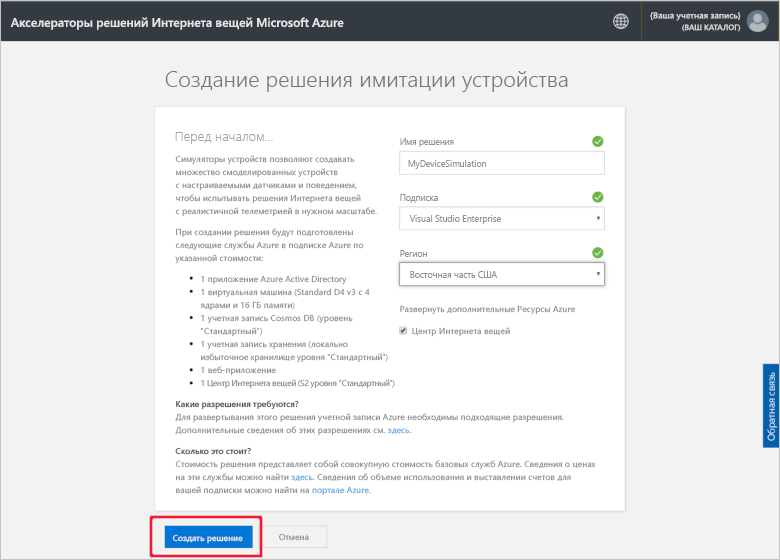 Акселераторы решений Интернета вещей Microsoft Azure
{Ваша учетная запись}
(ВАШ КАТАЛОГ)
Создание решения имитации устройства
Перед началом...
Симуляторы устройств позволяют создавать
множество смоделированных устройств
с настраиваемыми датчиками и поведением,
чтобы испытывать решения Интернета вещей
с реалистичной телеметрией в нужном масштабе.
При создании решения будут подготовлены
следующие службы Azure в подписке Azure по
указанной стоимости:
• 1 приложение Azure Active Directory
• 1 виртуальная машина (Standard D4 v3 с 4
ядрами и 16 ГБ памяти)
• 1 учетная запись Cosmos DB (уровень
"Стандартный")
• 1 учетная запись хранения (локально
избыточное хранилище уровня "Стандартный")
• 1 веб-приложение
• 1 Центр Интернета вещей (S2 уровня "Стандартный")
Имя решения
MyDeviceSimulation
Подписка
Visual Studio Enterprise
Регион
Восточная часть США
Развернуть дополнительные Ресурсы Azure
Центр Интернета вещей
Какие разрешения требуются?
Для развертывания этого решения учетной записи Azure необходимы подходящие разрешения.
Дополнительные сведения об этих разрешениях см. здесь.
Сколько это стоит?
Стоимость решения представляет собой совокупную стоимость базовых служб Azure. Сведения о ценах
на эти службы можно найти здесь. Сведения об объеме использования и выставлении счетов для
вашей подписки можно найти на портале Azure.
Создать решение
Отмена
Обратная связь